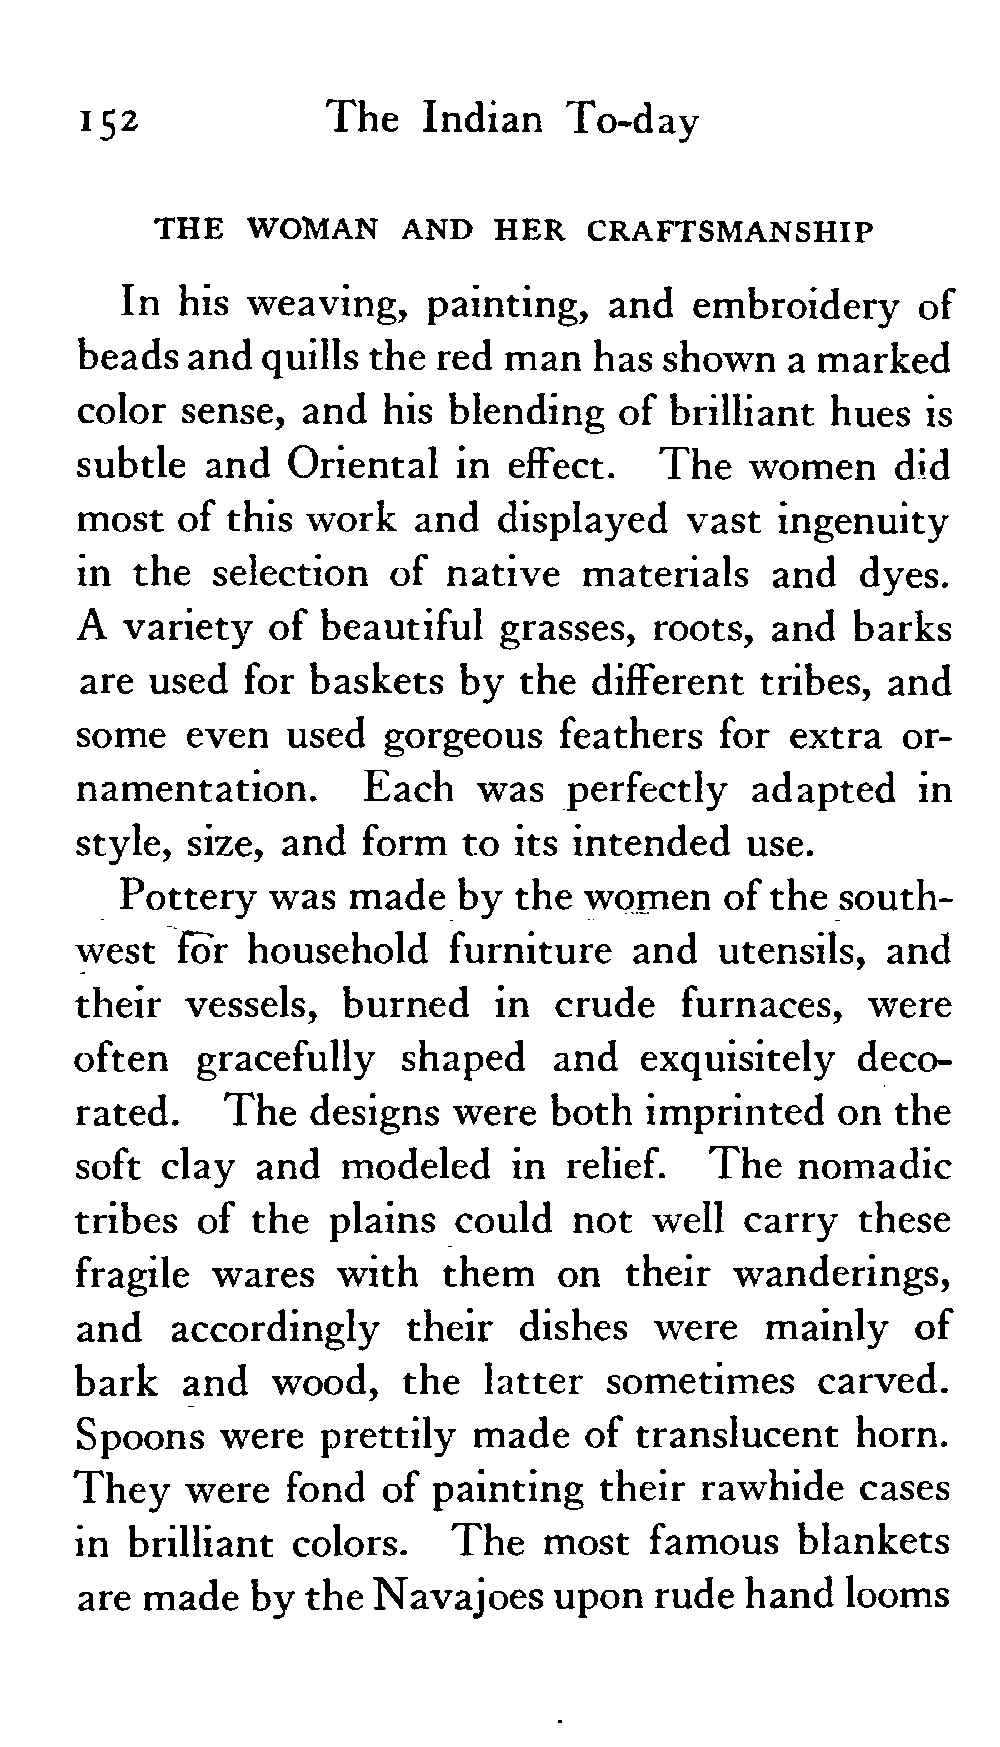 152 The Indian To-day
THE WOMAN AND HER CRAFTSMANSHIP
In his weaving, painting, and embroidery of
beads and quills the red man has shown a marked
color sense, and his blending of brilliant hues is
subtle and Oriental in effect. The women did
most of this work and displayed vast ingenuity
in the selection of native materials and dyes.
A variety of beautiful grasses, roots, and barks
are used for baskets by the different tribes, and
some even used gorgeous feathers for extra or-
namentation. Each was perfectly adapted in
style, size, and form to its intended use.
Pottery was made by the women of the south-
west for household furniture and utensils, and
their vessels, burned in crude furnaces, were
often gracefully shaped and exquisitely deco-
rated. The designs were both imprinted on the
soft clay and modeled in relief. The nomadic
tribes of the plains could not well carry these
fragile wares with them on their wanderings,
and accordingly their dishes were mainly of
bark and wood, the latter sometimes carved.
Spoons were prettily made of translucent horn.
They were fond of painting their rawhide cases
in brilliant colors. The most famous blankets
are made by the Navajoes upon rude hand looms